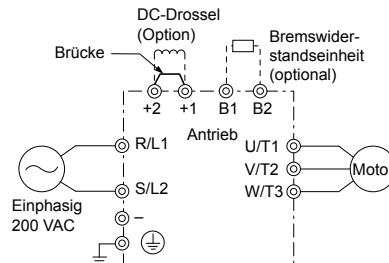 DC-Drossel
(Option)
Brücke
Bremswider-
standseinheit
(optional)
+2
+1
B1
B2
Antrieb
R/L1
S/L2
Einphasig
200 VAC
–
U/T1
V/T2
W/T3
Moto